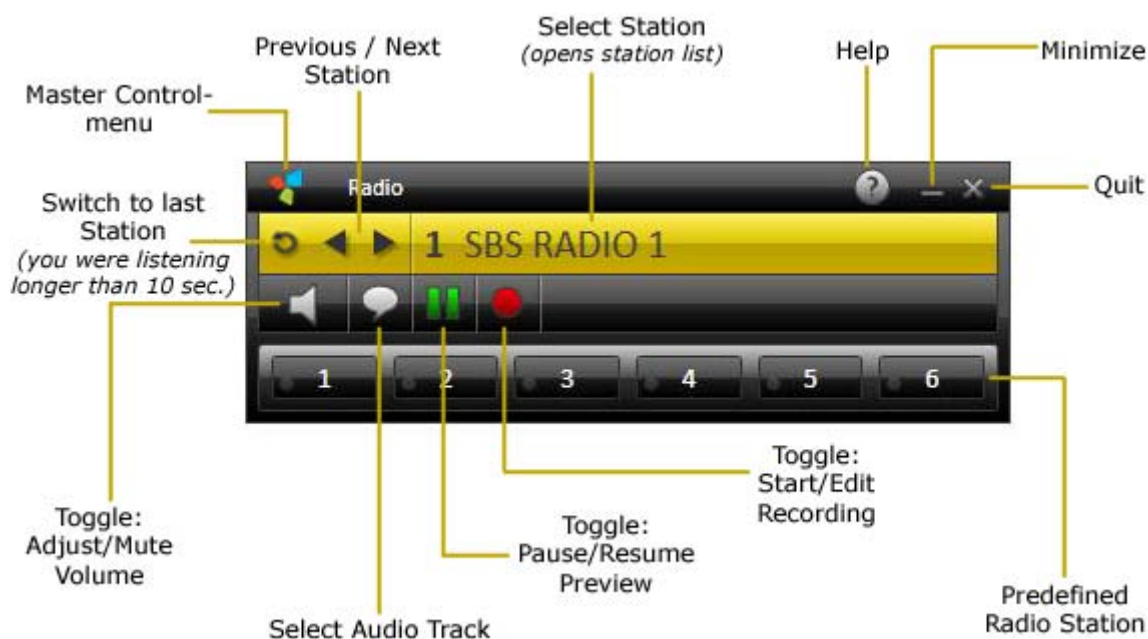 Select Station
(opens station list)
Previous / Next
Station
Help
Minimize
Master Control-
menu
Radio
?
Quit
Switch to last
Station
(you were listening
longer than 10 sec.)
1 SBS RADIO 1
1 2 3 4 5 6
Toggle:
Adjust/Mute
Volume
Toggle:
Start/Edit
Recording
Toggle:
Pause/Resume
Preview
Predefined
Radio Station
Select Audio Track